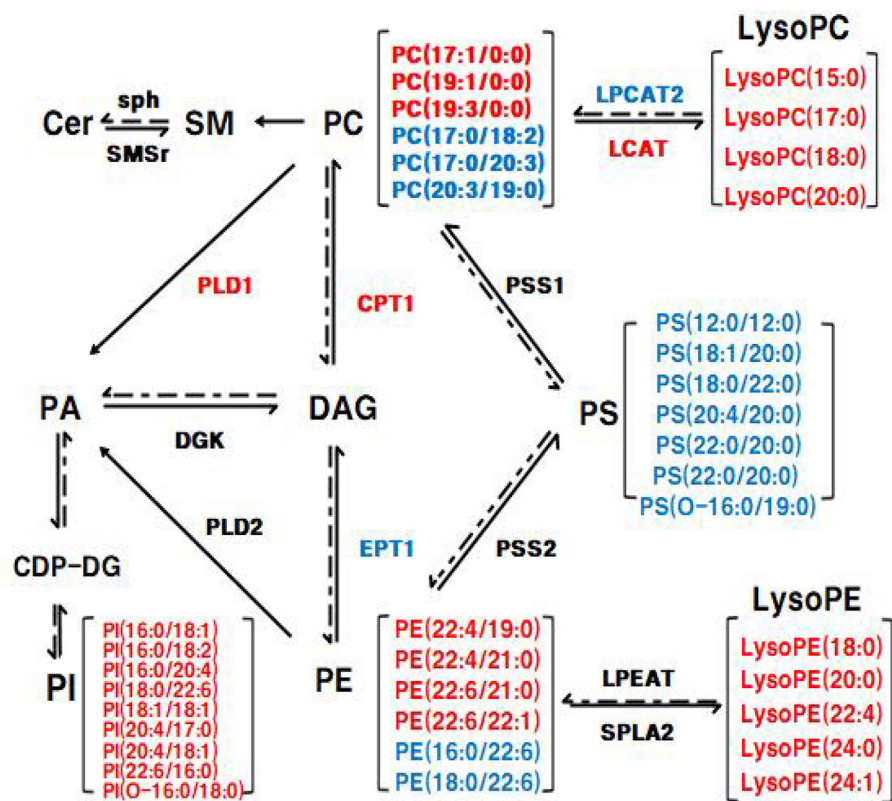 LysoPC
PC(17:1/0:0)
PC(19:1/0:0)
PC(19:3/0:0)
PC(17:0/18:2)
PC(17:0/20:3)
PC(20:3/19:0)
LPCAT2
LCAT
LysoPC(15:0)
LysoPC(17:0)
LysoPC(18:0)
LysoPC(20:0)
Cer
sph
SMSr
SM
PC
PLD1
CPT1
PSS1
PA
DGK
DAG
PS
PS(12:0/12:0)
PS(18:1/20:0)
PS(18:0/22:0)
PS(20:4/20:0)
PS(22:0/20:0)
PS(22:0/20:0)
PS(O-16:0/19:0)
PLD2
EPT1
PSS2
CDP-DG
LysoPE
PI
PI(16:0/18:1)
PI(16:0/18:2)
PI(16:0/20:4)
PI(18:0/22:6)
PI(18:1/18:1)
PI(20:4/17:0)
PI(20:4/18:1)
PI(22:6/16:0)
PI(O-16:0/18:0)
PE
PE(22:4/19:0)
PE(22:4/21:0)
PE(22:6/21:0)
PE(22:6/22:1)
PE(16:0/22:6)
PE(18:0/22:6)
LPEAT
SPLA2
LysoPE(18:0)
LysoPE(20:0)
LysoPE(22:4)
LysoPE(24:0)
LysoPE(24:1)